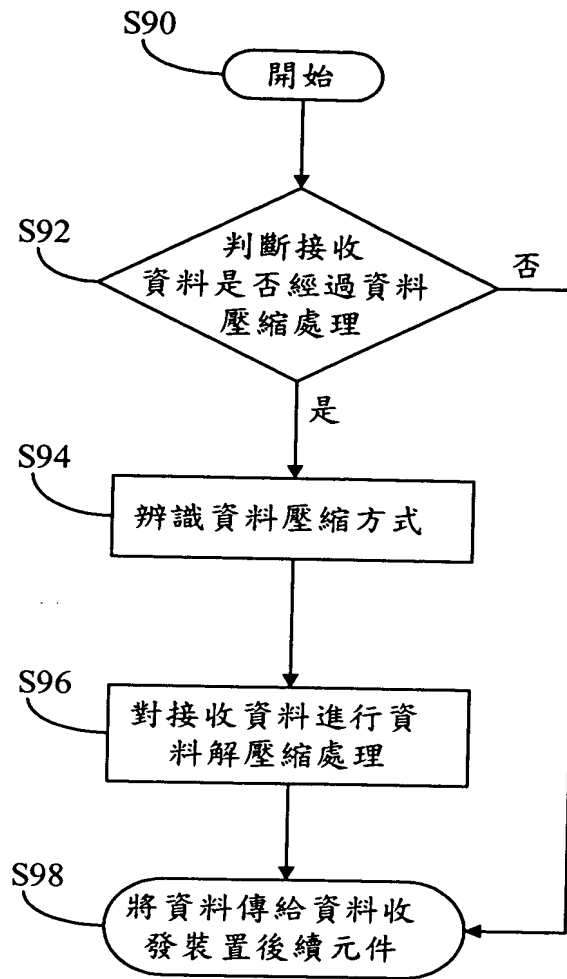 S90
開始
S92
判斷接收
資料是否經過資料
壓縮處理
否
是
S94
辨識資料壓縮方式
S96
對接收資料進行資
料解壓縮處理
S98
將資料傳給資料收
發裝置後續元件